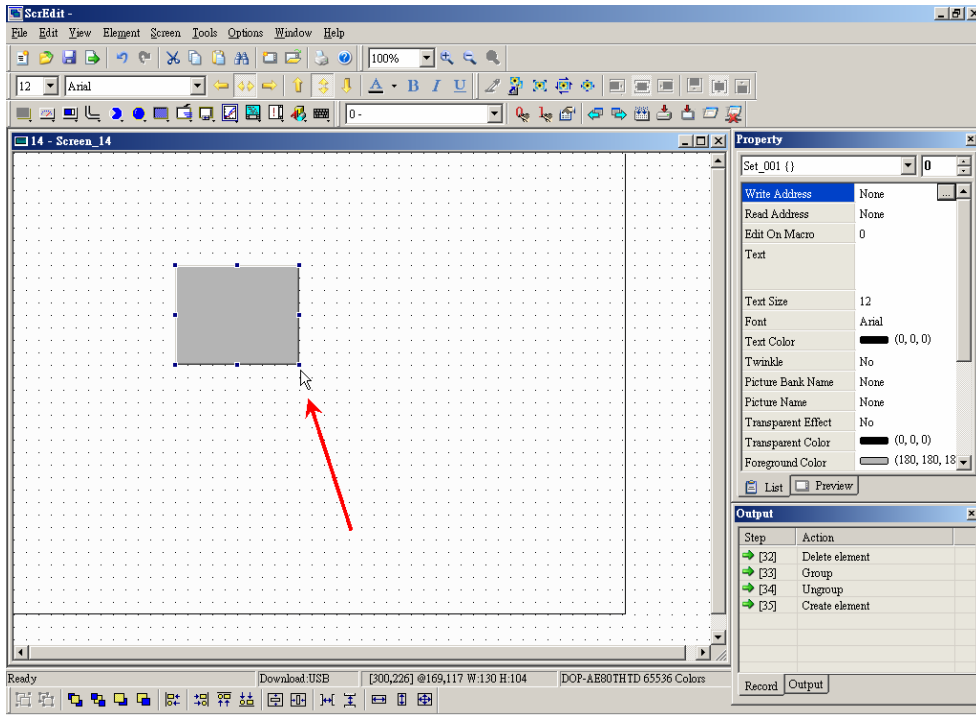 ScrEdit -
File Edit View Element Screen Tools Options Window Help
100%
12 Arial A B I U
0 -
14 - Screen_14
Property
Set_001 {} 0
Write Address None ...
Read Address None
Edit On Macro 0
Text
Text Size 12
Font Arial
Text Color (0, 0, 0)
Twinkle No
Picture Bank Name None
Picture Name None
Transparent Effect No
Transparent Color (0, 0, 0)
Foreground Color (180, 180, 18
List Preview
Output
Step Action
[32] Delete element
[33] Group
[34] Ungroup
[35] Create element
Record Output
Ready Download:USB [300,226] @169,117 W:130 H:104 DOP-AE80THTD 65536 Colors